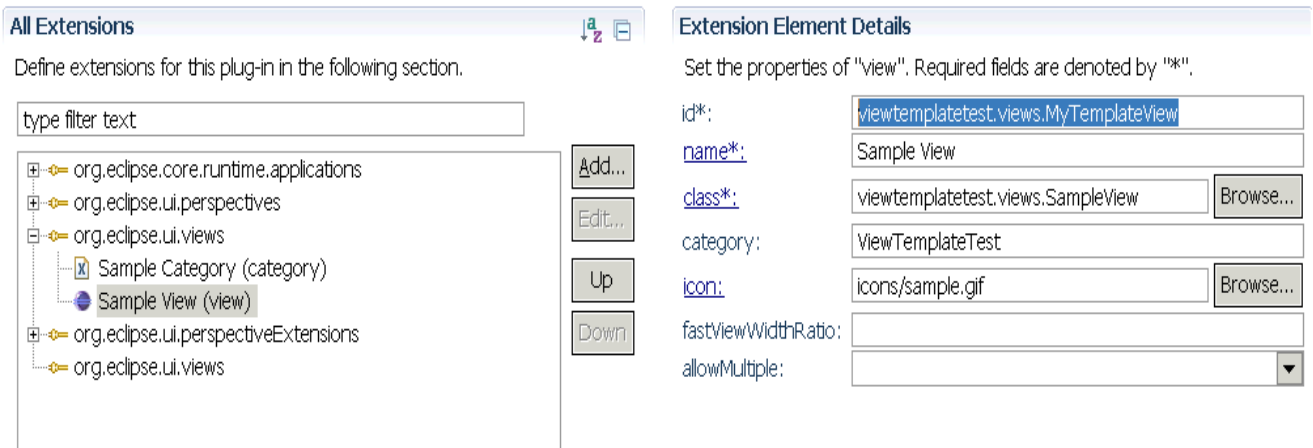 All Extensions
Define extensions for this plug-in in the following section.
type filter text
org.eclipse.core.runtime.applications
org.eclipse.ui.perspectives
org.eclipse.ui.views
Sample Category (category)
Sample View (view)
org.eclipse.ui.perspectiveExtensions
org.eclipse.ui.views
Add...
Edit...
Up
Down
Extension Element Details
Set the properties of "view". Required fields are denoted by "*".
id*: viewtemplatetest.views.MyTemplateView
name*: Sample View
class*: viewtemplatetest.views.SampleView Browse...
category: ViewTemplateTest
icon: icons/sample.gif Browse...
fastViewWidthRatio:
allowMultiple: